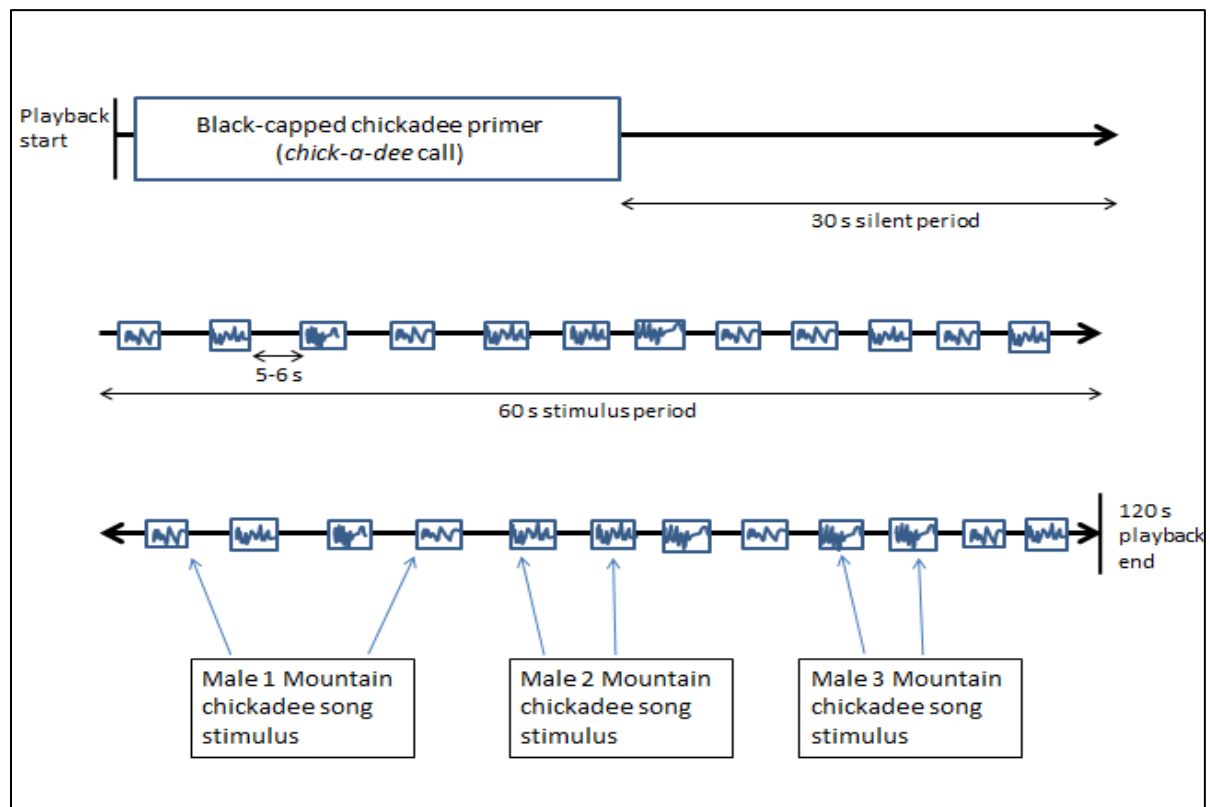 Playback
start
Black-capped chickadee primer
(chick-a-dee call)
30 s silent period
5-6 s
60 s stimulus period
120 s
playback
end
Male 1 Mountain
chickadee song
stimulus
Male 2 Mountain
chickadee song
stimulus
Male 3 Mountain
chickadee song
stimulus